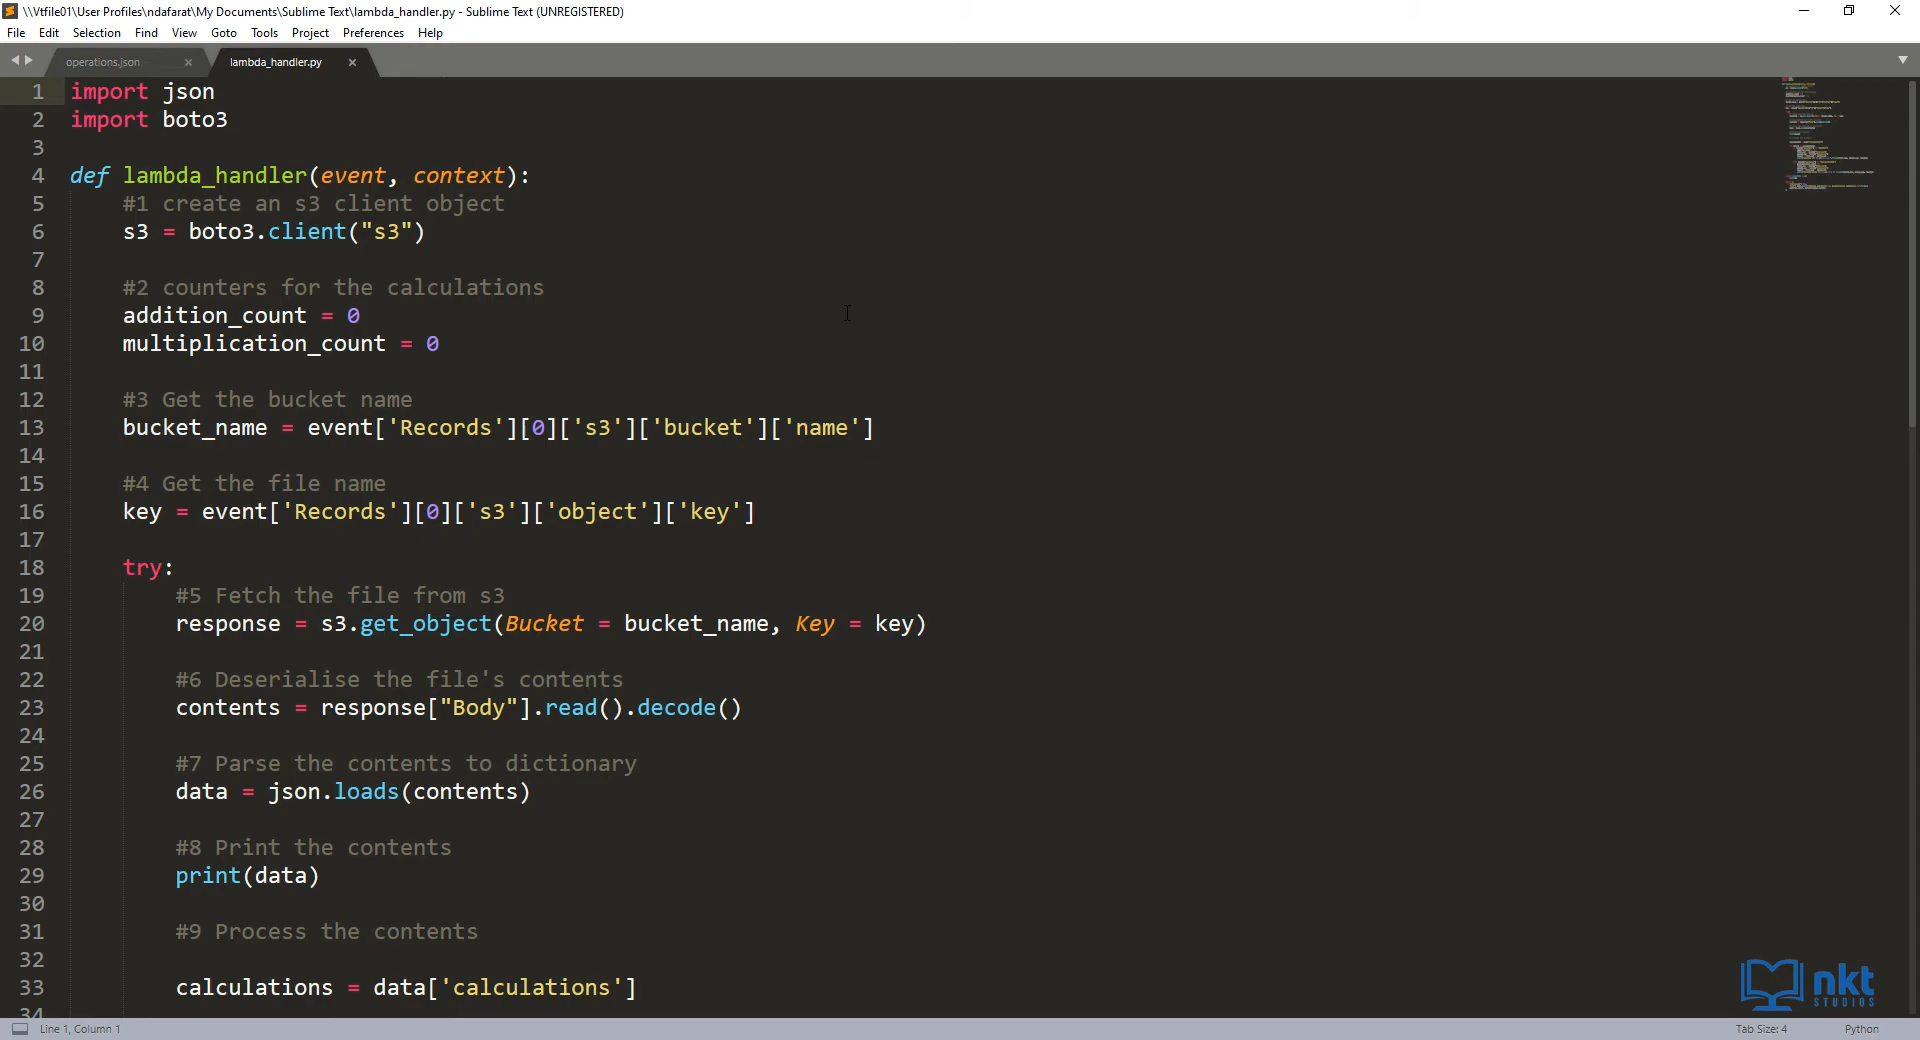 \\Vtfile01\User Profiles\ndafarat\My Documents\Sublime Text\lambda_handler.py - Sublime Text (UNREGISTERED)
File Edit Selection Find View Goto Tools Project Preferences Help
operations.json lambda_handler.py
1 import json
2 import boto3
3
4 def lambda_handler(event, context):
5 #1 create an s3 client object
6 s3 = boto3.client("s3")
7
8 #2 counters for the calculations
9 addition_count = 0
10 multiplication_count = 0
11
12 #3 Get the bucket name
13 bucket_name = event['Records'][0]['s3']['bucket']['name']
14
15 #4 Get the file name
16 key = event['Records'][0]['s3']['object']['key']
17
18 try:
19 #5 Fetch the file from s3
20 response = s3.get_object(Bucket = bucket_name, Key = key)
21
22 #6 Deserialise the file's contents
23 contents = response["Body"].read().decode()
24
25 #7 Parse the contents to dictionary
26 data = json.loads(contents)
27
28 #8 Print the contents
29 print(data)
30
31 #9 Process the contents
32
33 calculations = data['calculations']
34
nkt
STUDIOS
Line 1, Column 1 Tab Size: 4 Python